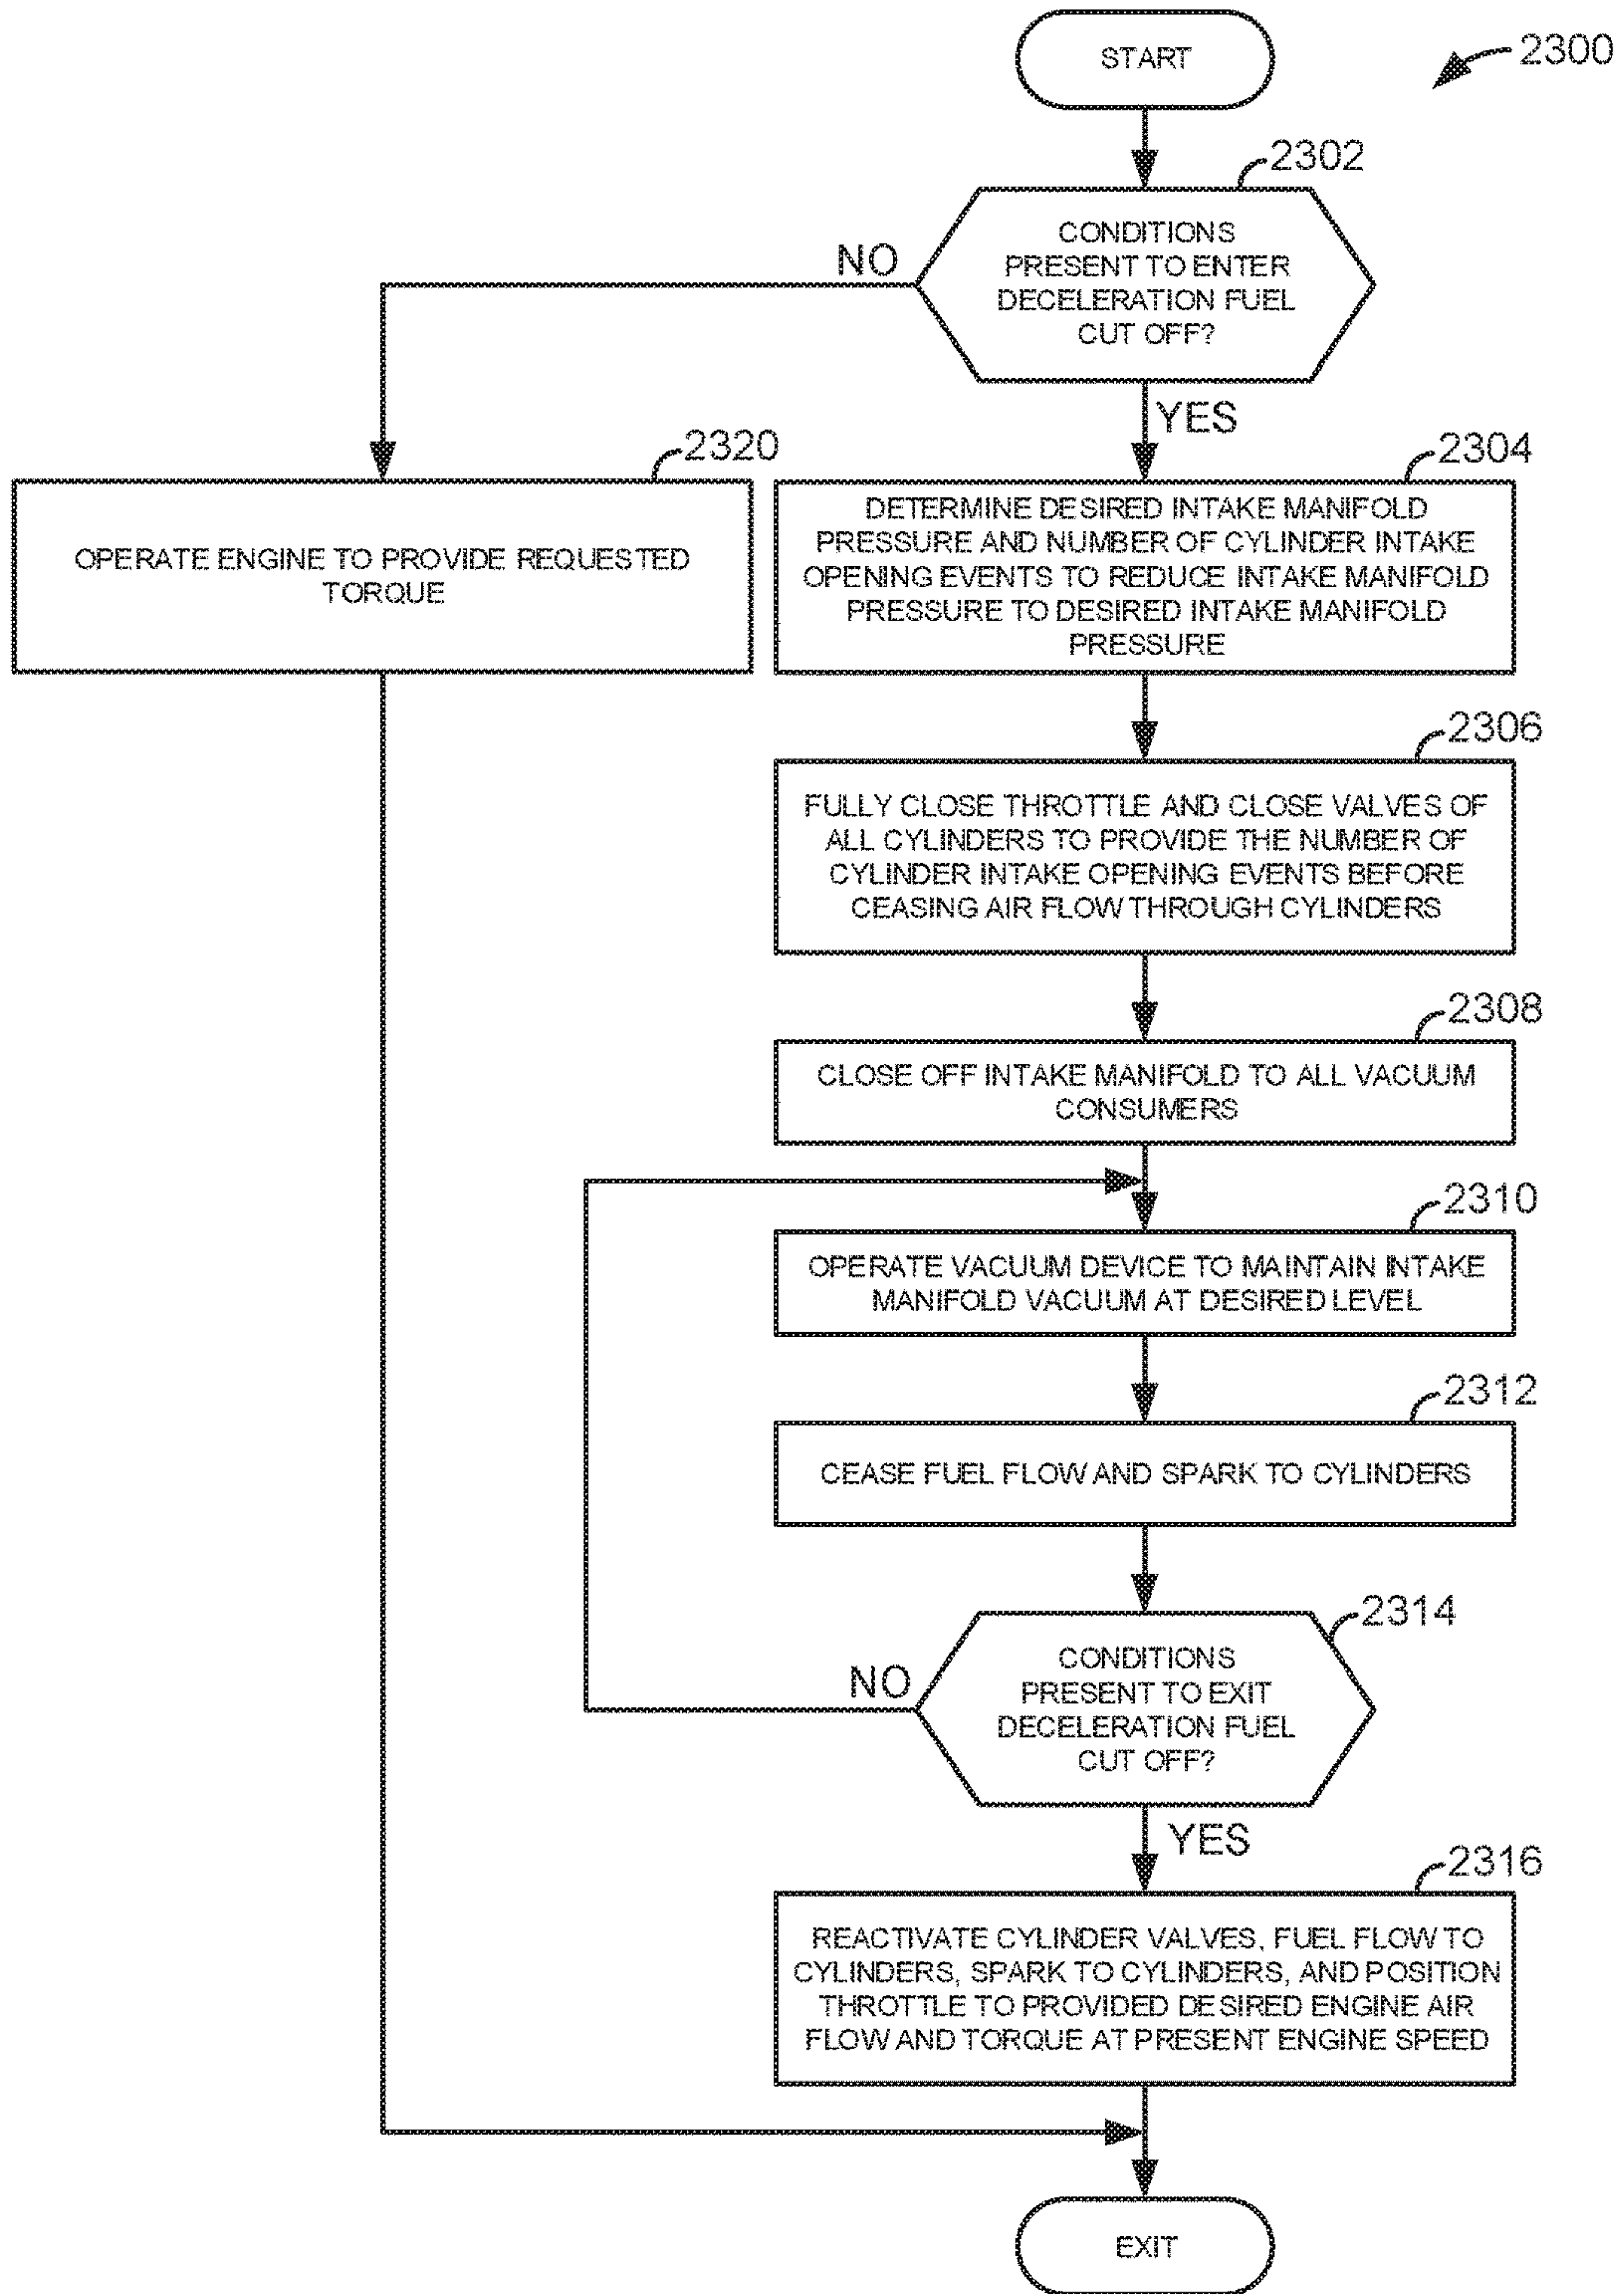 START
2300
2302
CONDITIONS
PRESENT TO ENTER
DECELERATION FUEL
CUT OFF?
NO
YES
2320
OPERATE ENGINE TO PROVIDE REQUESTED
TORQUE
2304
DETERMINE DESIRED INTAKE MANIFOLD
PRESSURE AND NUMBER OF CYLINDER INTAKE
OPENING EVENTS TO REDUCE INTAKE MANIFOLD
PRESSURE TO DESIRED INTAKE MANIFOLD
PRESSURE
2306
FULLY CLOSE THROTTLE AND CLOSE VALVES OF
ALL CYLINDERS TO PROVIDE THE NUMBER OF
CYLINDER INTAKE OPENING EVENTS BEFORE
CEASING AIR FLOW THROUGH CYLINDERS
2308
CLOSE OFF INTAKE MANIFOLD TO ALL VACUUM
CONSUMERS
2310
OPERATE VACUUM DEVICE TO MAINTAIN INTAKE
MANIFOLD VACUUM AT DESIRED LEVEL
2312
CEASE FUEL FLOW AND SPARK TO CYLINDERS
2314
CONDITIONS
PRESENT TO EXIT
DECELERATION FUEL
CUT OFF?
NO
YES
2316
REACTIVATE CYLINDER VALVES, FUEL FLOW TO
CYLINDERS, SPARK TO CYLINDERS, AND POSITION
THROTTLE TO PROVIDED DESIRED ENGINE AIR
FLOW AND TORQUE AT PRESENT ENGINE SPEED
EXIT